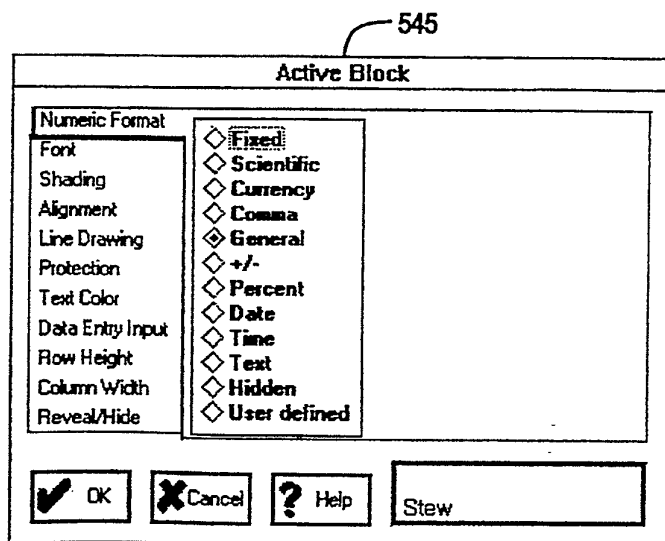 545
Active Block
Numeric Format
Font
Shading
Alignment
Line Drawing
Protection
Text Color
Data Entry Input
Row Height
Column Width
Reveal/Hide
Fixed
Scientific
Currency
Comma
General
+/-
Percent
Date
Time
Text
Hidden
User defined
OK
Cancel
? Help
Stew